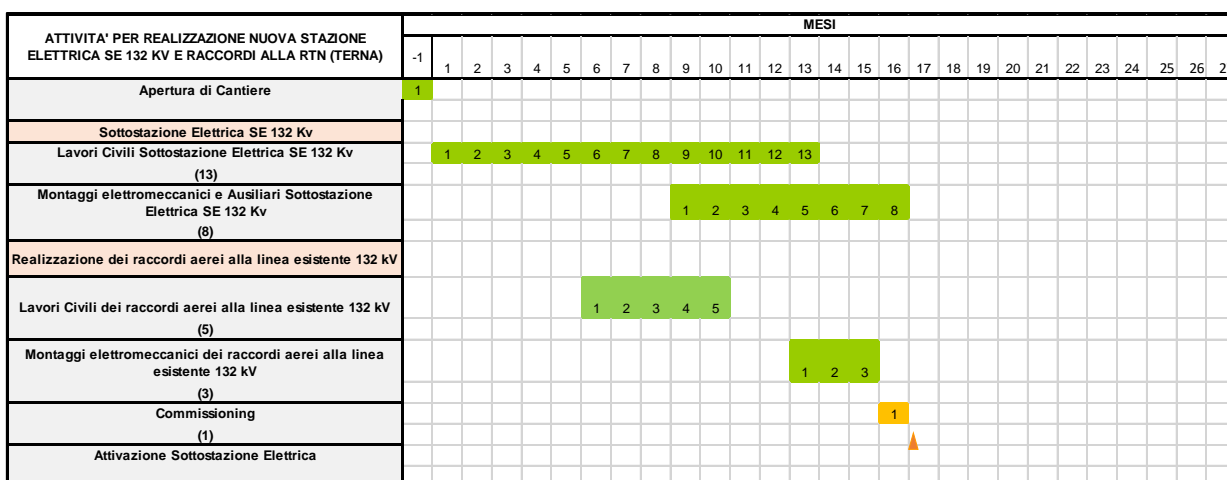 MESI
ATTIVITA' PER REALIZZAZIONE NUOVA STAZIONE
ELETTRICA SE 132 KV E RACCORDI ALLA RTN (TERNA)
-1 1 2 3 4 5 6 7 8 9 10 11 12 13 14 15 16 17 18 19 20 21 22 23 24 25 26 2
Apertura di Cantiere 1
Sottostazione Elettrica SE 132 Kv
Lavori Civili Sottostazione Elettrica SE 132 Kv 1 2 3 4 5 6 7 8 9 10 11 12 13
(13)
Montaggi elettromeccanici e Ausiliari Sottostazione
Elettrica SE 132 Kv 1 2 3 4 5 6 7 8
(8)
Realizzazione dei raccordi aerei alla linea esistente 132 kV
Lavori Civili dei raccordi aerei alla linea esistente 132 kV 1 2 3 4 5
(5)
Montaggi elettromeccanici dei raccordi aerei alla linea
esistente 132 kV 1 2 3
(3)
Commissioning 1
(1)
Attivazione Sottostazione Elettrica